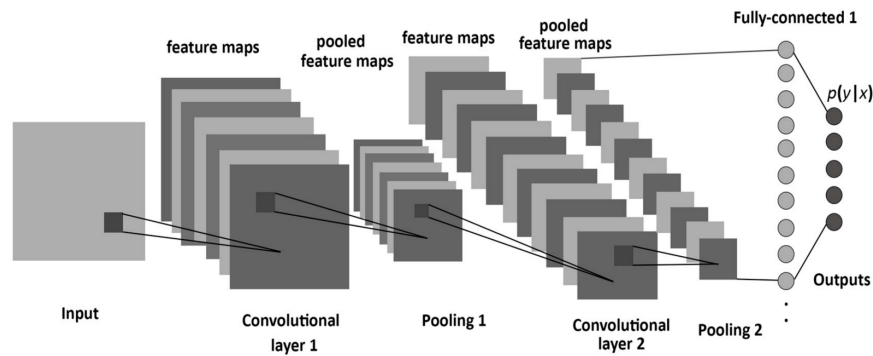 Fully-connected 1
feature maps
pooled
feature maps
feature maps
pooled
feature maps
p(y|x)
Input
Convolutional
layer 1
Pooling 1
Convolutional
layer 2
Pooling 2
Outputs